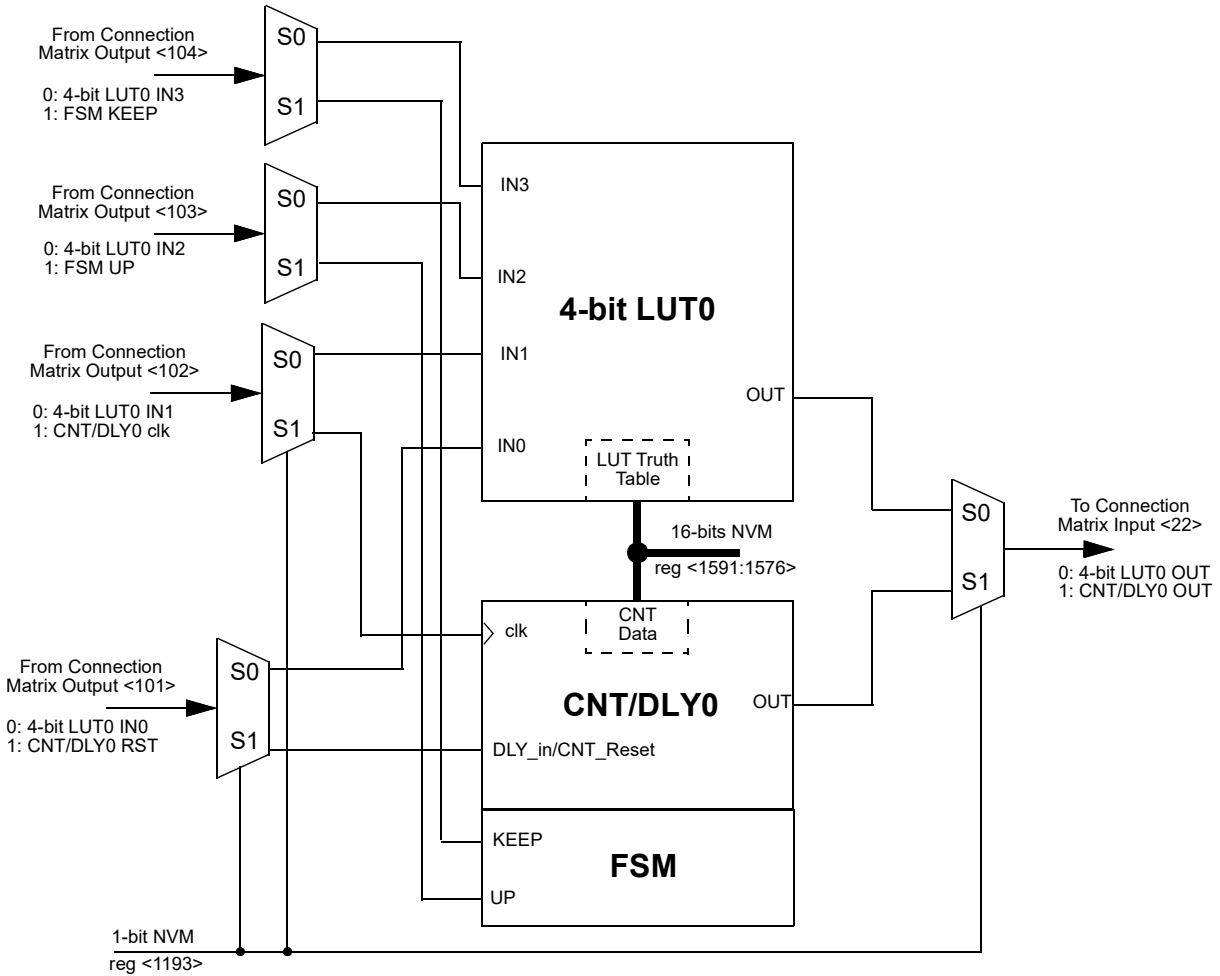 From Connection
Matrix Output <104>
0: 4-bit LUT0 IN3
1: FSM KEEP
S0
S1
From Connection
Matrix Output <103>
0: 4-bit LUT0 IN2
1: FSM UP
S0
S1
From Connection
Matrix Output <102>
0: 4-bit LUT0 IN1
1: CNT/DLY0 clk
S0
S1
From Connection
Matrix Output <101>
0: 4-bit LUT0 IN0
1: CNT/DLY0 RST
S0
S1
IN3
IN2
IN1
IN0
4-bit LUT0
OUT
LUT Truth
Table
16-bits NVM
reg <1591:1576>
clk
CNT
Data
CNT/DLY0
OUT
DLY_in/CNT_Reset
KEEP
FSM
UP
S0
S1
To Connection
Matrix Input <22>
0: 4-bit LUT0 OUT
1: CNT/DLY0 OUT
1-bit NVM
reg <1193>